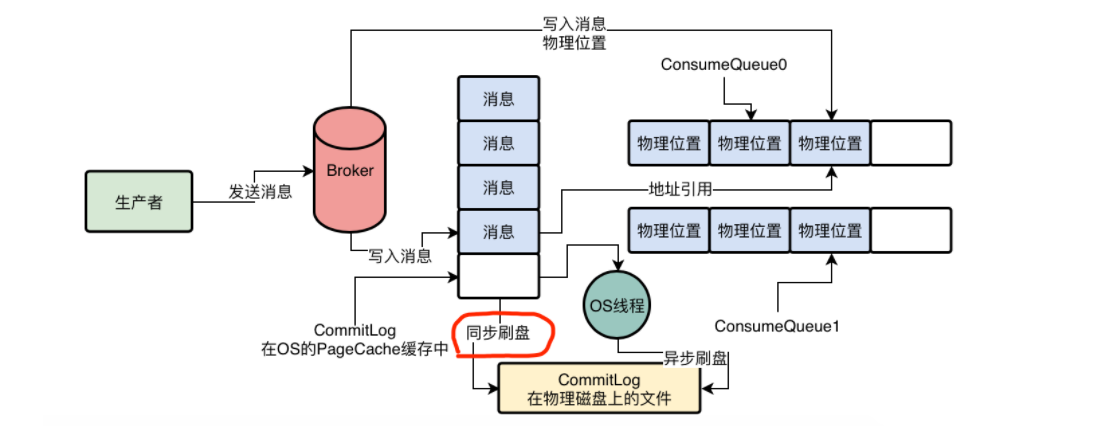 写入消息
物理位置
ConsumeQueue0
消息
消息
消息
消息
物理位置
物理位置
物理位置
Broker
生产者
发送消息
地址引用
写入消息
物理位置
物理位置
物理位置
OS线程
CommitLog
在OS的PageCache缓存中
同步刷盘
ConsumeQueue1
异步刷盘
CommitLog
在物理磁盘上的文件